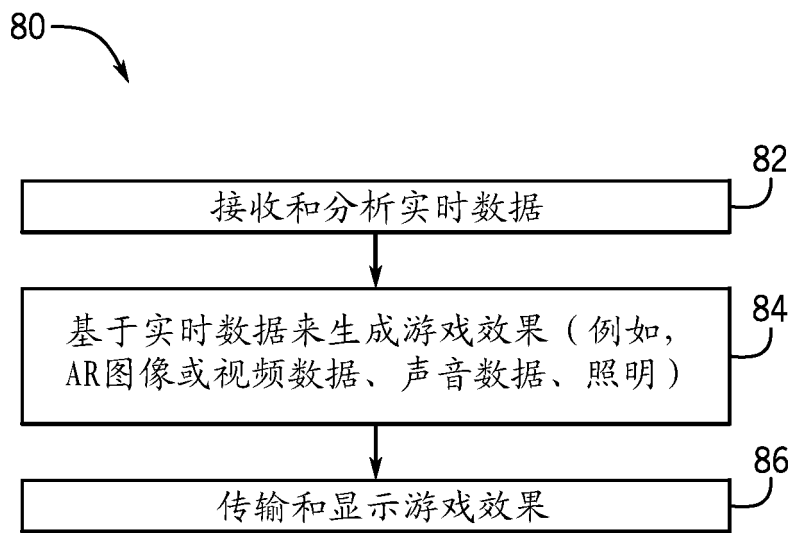 80
82
接收和分析实时数据
84
基于实时数据来生成游戏效果（例如，
AR图像或视频数据、声音数据、照明）
86
传输和显示游戏效果